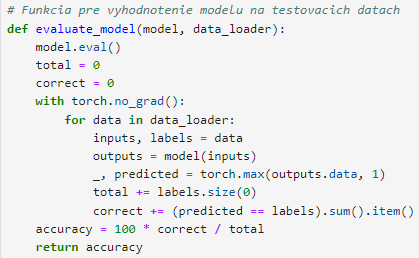 # Funkcia pre vyhodnotenie modelu na testovacich datach
def evaluate_model(model, data_loader):
    model.eval()
    total = 0
    correct = 0
    with torch.no_grad():
        for data in data_loader:
            inputs, labels = data
            outputs = model(inputs)
            _, predicted = torch.max(outputs.data, 1)
            total += labels.size(0)
            correct += (predicted == labels).sum().item()
    accuracy = 100 * correct / total
    return accuracy